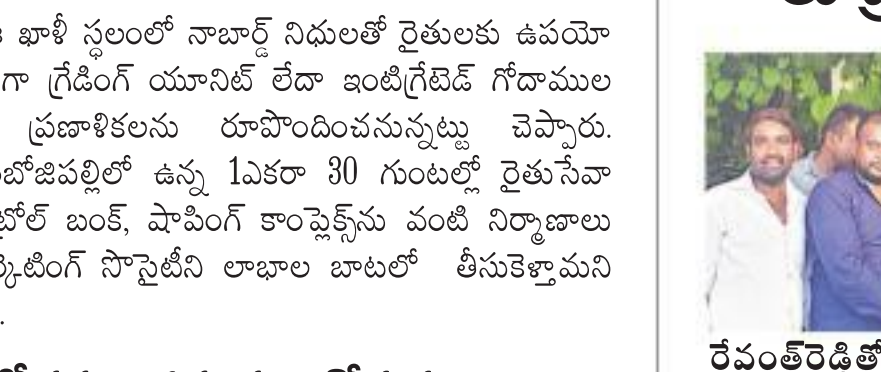 ఖాళీ స్థలంలో నాబార్డ్ నిధులతో రైతులకు ఉపయో
గా గ్రేడింగ్ యూనిట్ లేదా ఇంటిగ్రేటెడ్ గోదాముల
ప్రణాళికలను రూపొందించనున్నట్టు చెప్పారు.
బోజిపల్లిలో ఉన్న 1ఎకరా 30 గుంటల్లో రైతుసేవా
ట్రోల్ బంక్, షాపింగ్ కాంప్లెక్స్‌ను వంటి నిర్మాణాలు
ర్కెటింగ్ సొసైటీని లాభాల బాటలో తీసుకెళ్తామని
.
రేవంత్‌రెడ్డితో